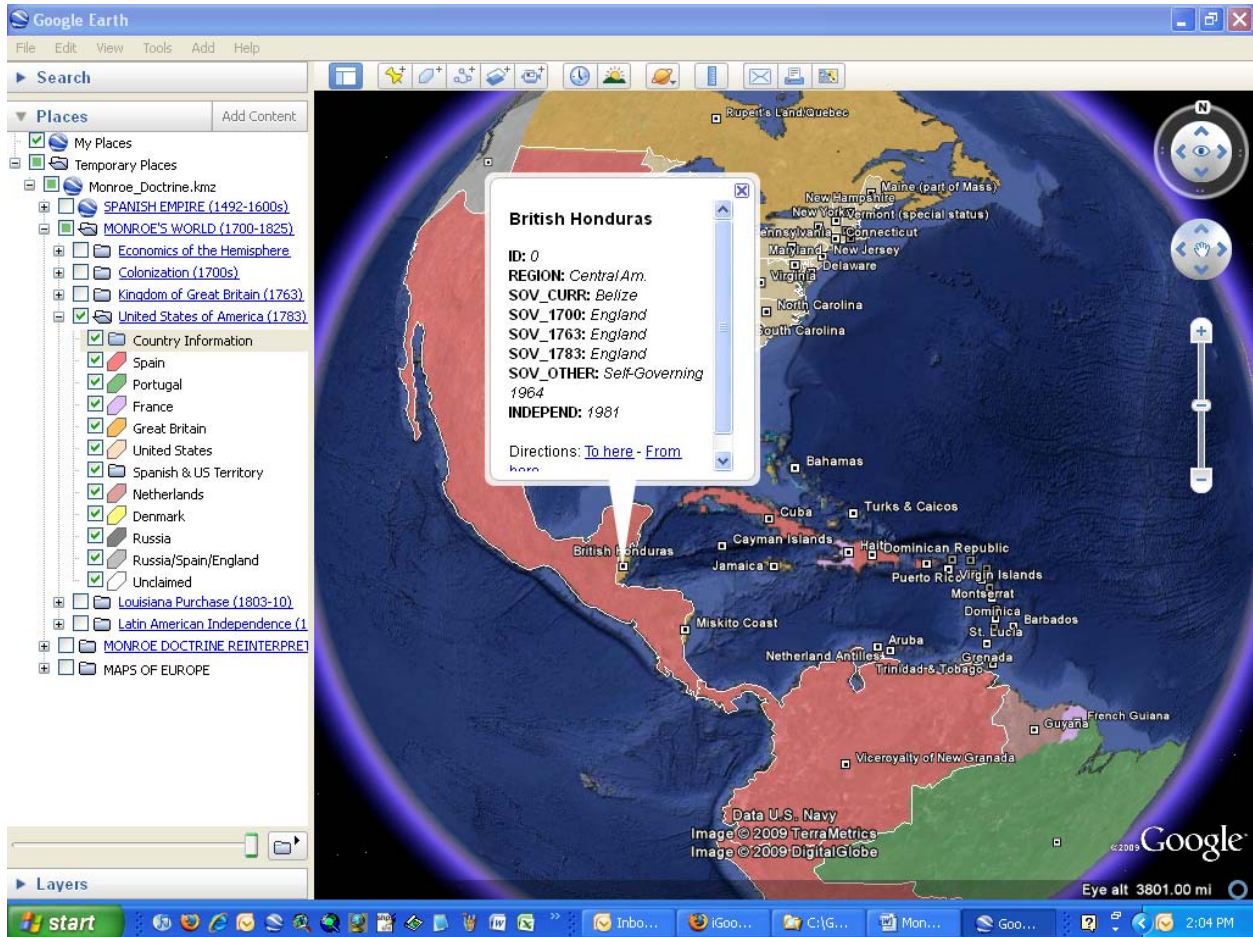 Google Earth
File Edit View Tools Add Help
Search
Places
Add Content
My Places
Temporary Places
Monroe_Doctrine.kmz
SPANISH EMPIRE (1492-1600s)
MONROE'S WORLD (1700-1825)
Economics of the Hemisphere
Colonization (1700s)
Kingdom of Great Britain (1763)
United States of America (1783)
Country Information
Spain
Portugal
France
Great Britain
United States
Spanish & US Territory
Netherlands
Denmark
Russia
Russia/Spain/England
Unclaimed
Louisiana Purchase (1803-10)
Latin American Independence (1
MONROE DOCTRINE REINTERPRET
MAPS OF EUROPE
Layers
N
Rupert's Land/Quebec
Maine (part of Mass)
New Hampshire
New York Vermont (special status)
ennsylvania Connecticut
Maryland New Jersey
Delaware
Virginia
North Carolina
South Carolina
British Honduras
ID: 0
REGION: Central Am.
SOV_CURR: Belize
SOV_1700: England
SOV_1763: England
SOV_1783: England
SOV_OTHER: Self-Governing
1964
INDEPEND: 1981
Directions: To here - From
here
Bahamas
Turks & Caicos
Cuba
Cayman Islands
Haiti Dominican Republic
British Honduras
Jamaica
Puerto Rico Virgin Islands
Montserrat
Dominica
Barbados
St. Lucia
Miskito Coast
Aruba
Netherland Antilles
Grenada
Trinidad & Tobago
French Guiana
Guyana
Viceroyalty of New Granada
Data U.S. Navy
Image © 2009 TerraMetrics
Image © 2009 DigitalGlobe
©2009 Google
Eye alt 3801.00 mi
start
Inbo...
iGoo...
C:\G...
Mon...
Goo...
2:04 PM